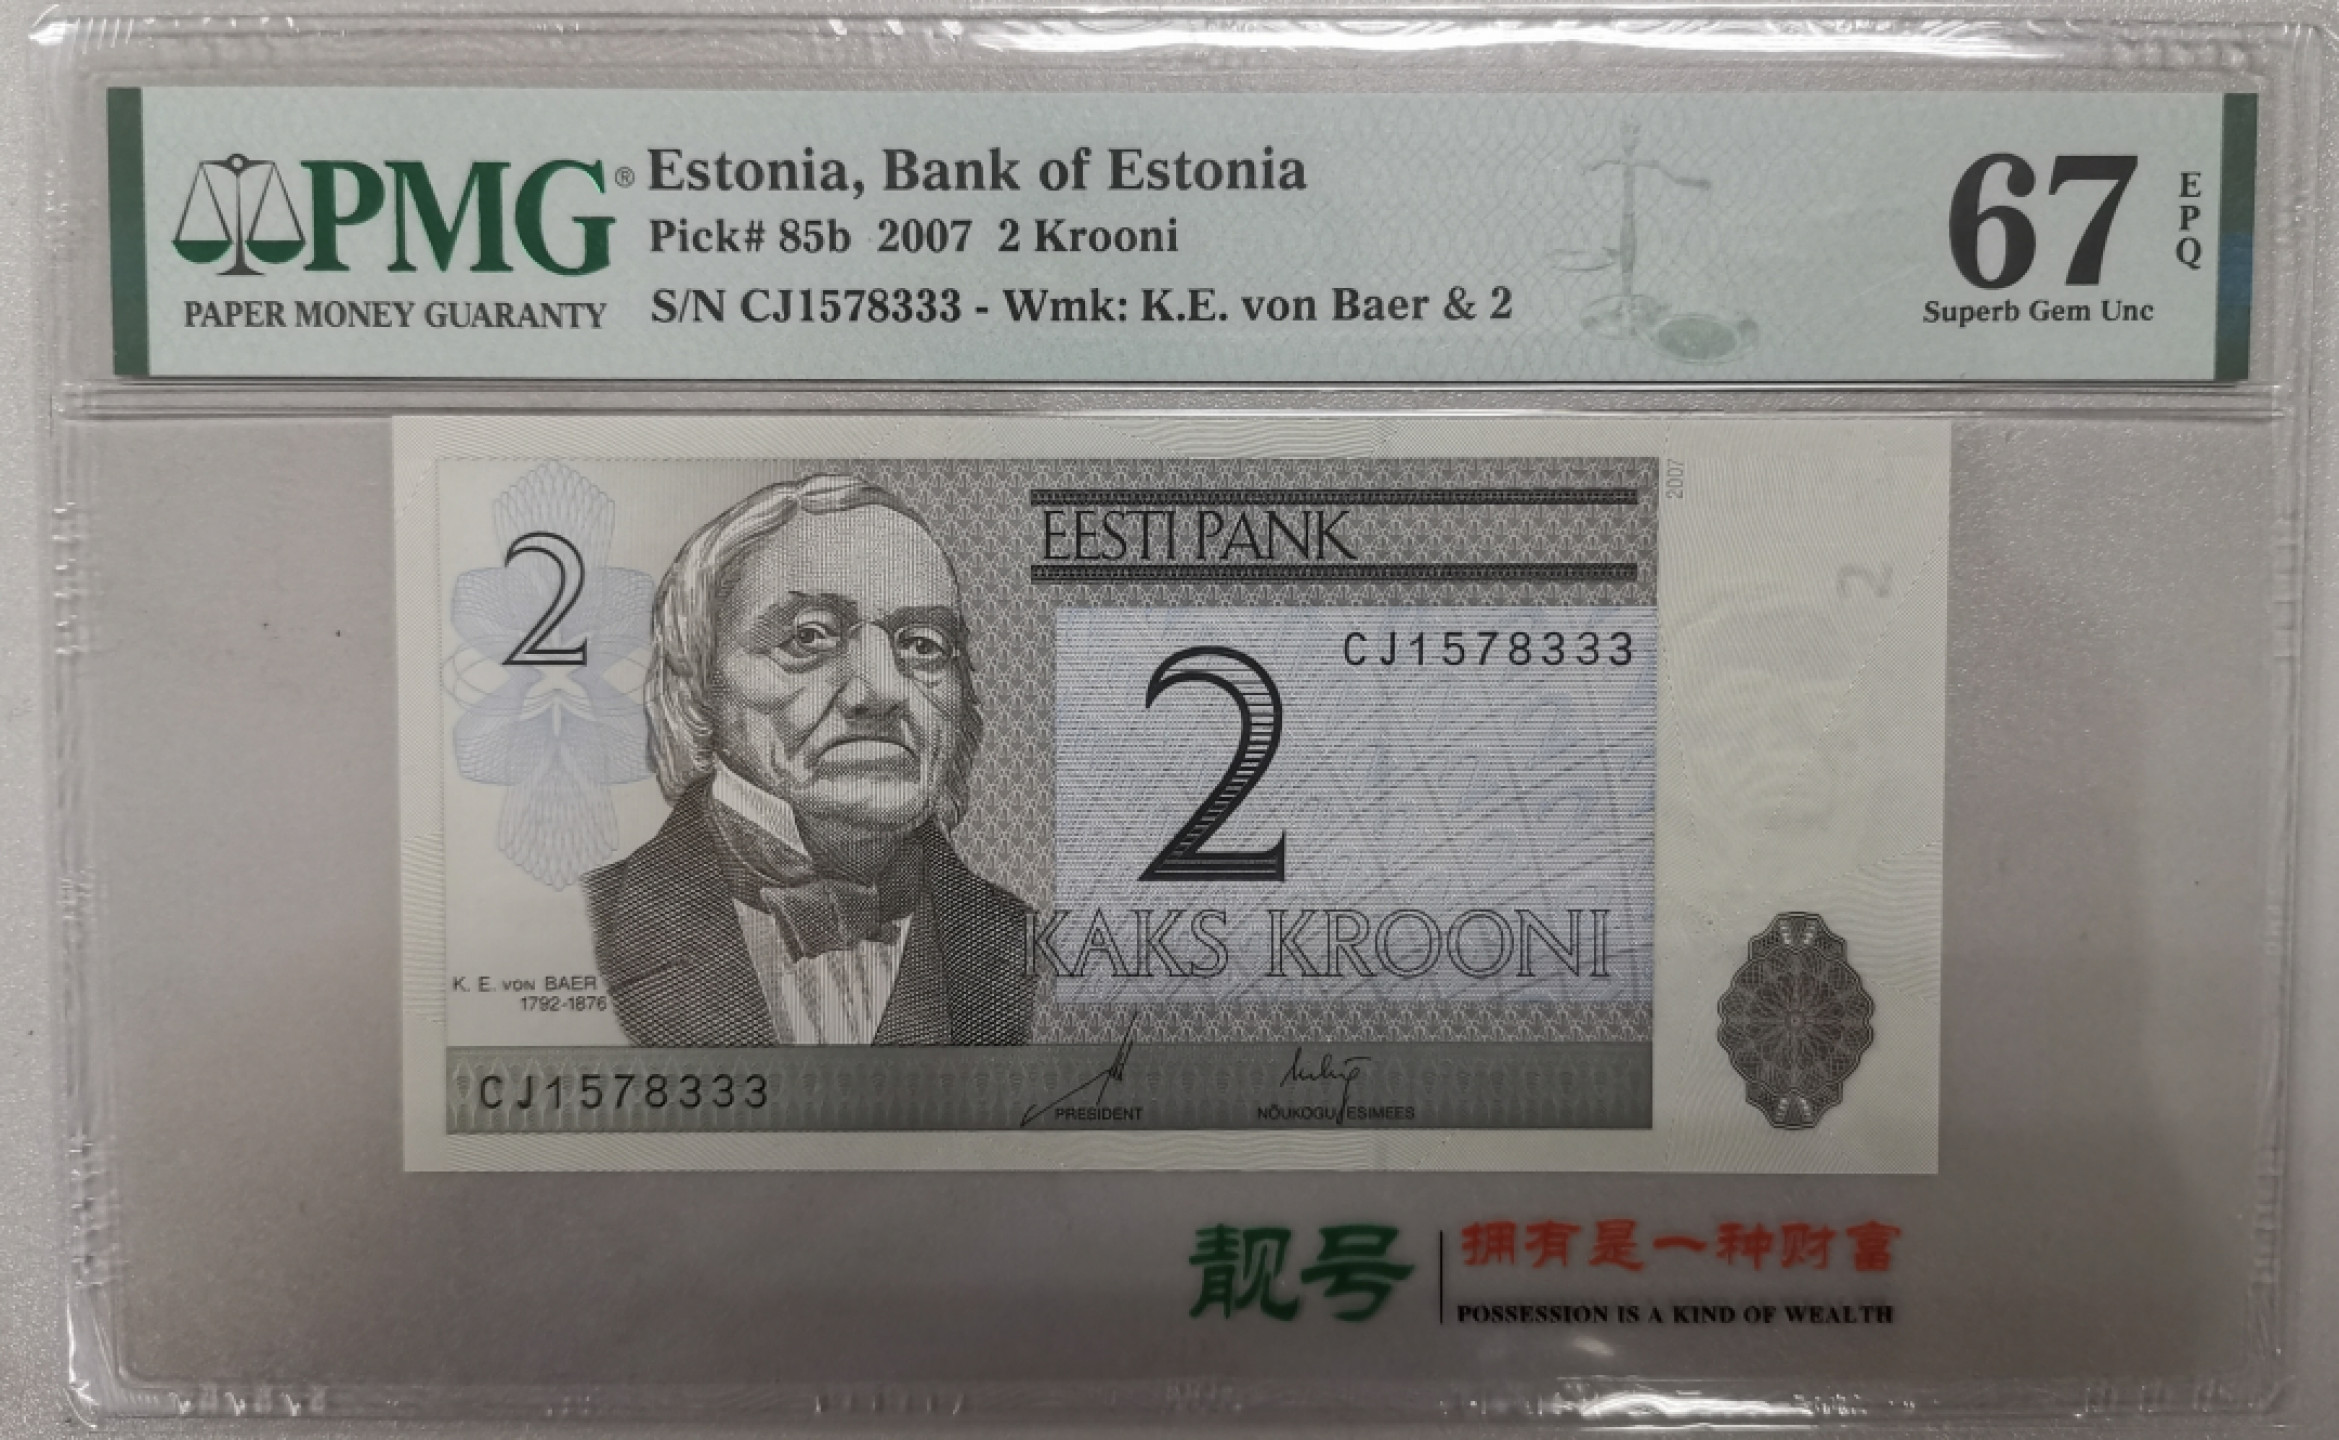 PMG®
PAPER MONEY GUARANTY
Estonia, Bank of Estonia
Pick# 85b 2007 2 Krooni
S/N CJ1578333 - Wmk: K.E. von Baer & 2
67
EPQ
Superb Gem Unc
2
EESTI PANK
2007
2
CJ1578333
2
KAKS KROONI
K. E. VON BAER
1792-1876
CJ1578333
PRESIDENT
NÕUKOGU ESIMEES
靓号
拥有是一种财富
POSSESSION IS A KIND OF WEALTH